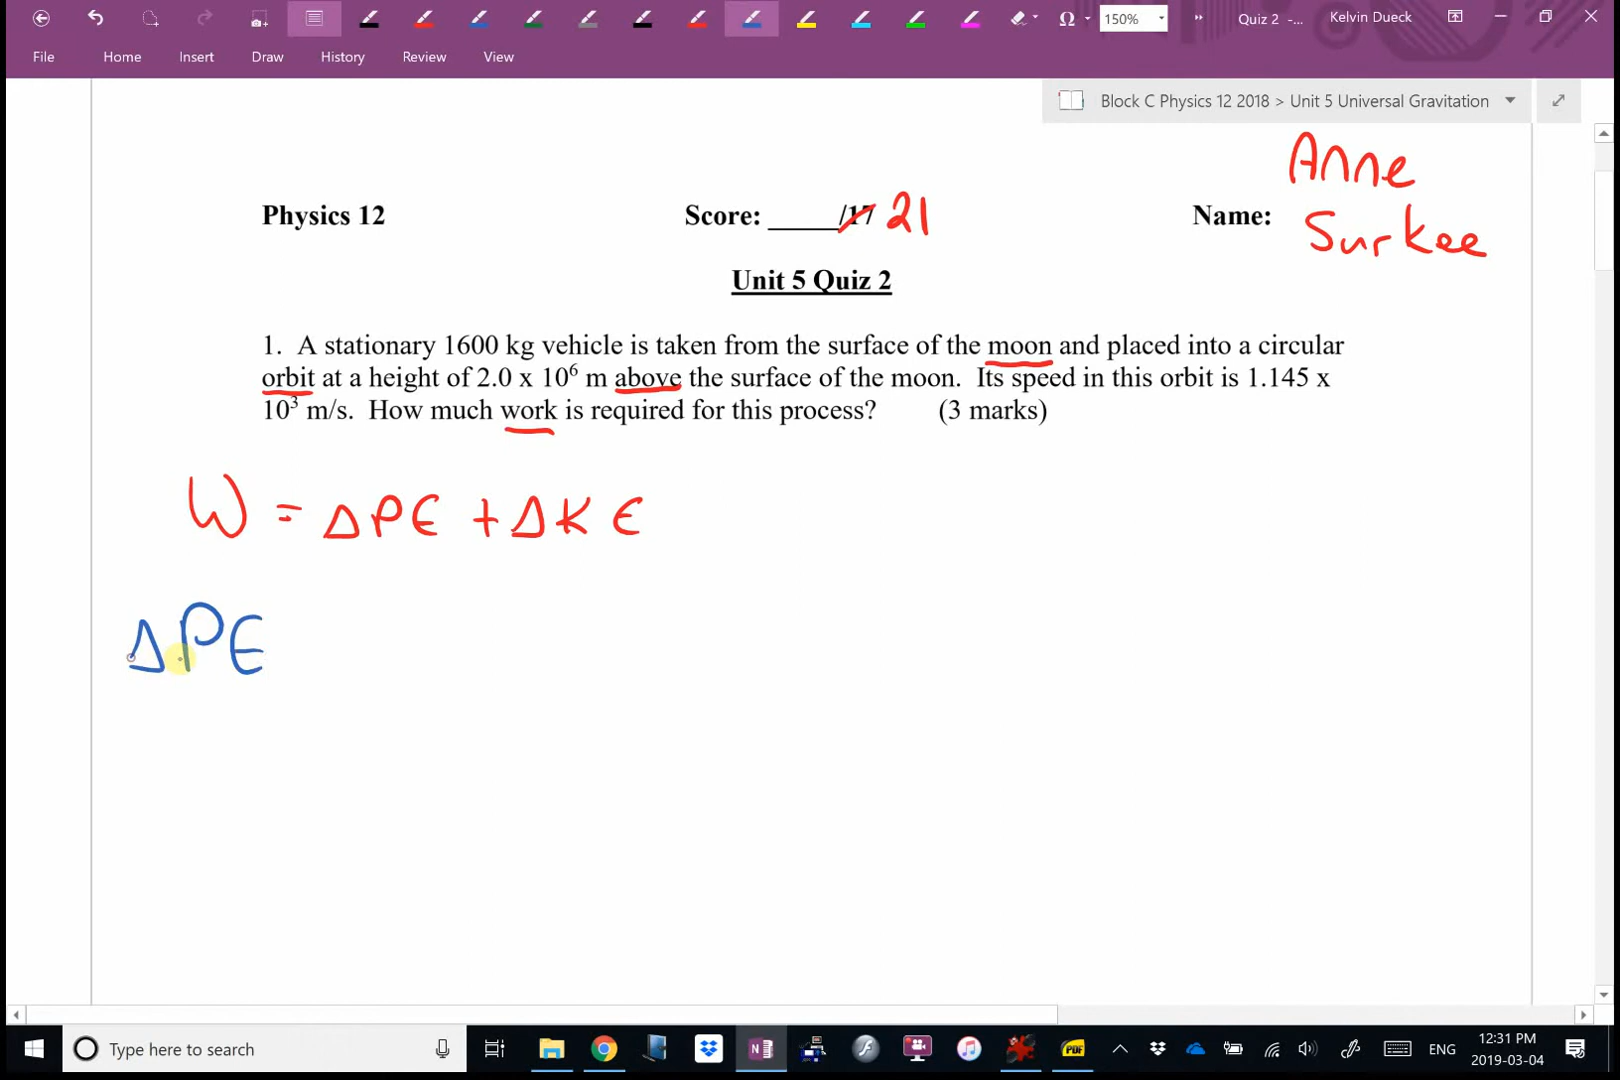 150%
Quiz 2 -...
Kelvin Dueck
File Home Insert Draw History Review View
Block C Physics 12 2018 > Unit 5 Universal Gravitation
Anne
Surkee
Physics 12 Score: _____/17 21 Name:
Unit 5 Quiz 2
1. A stationary 1600 kg vehicle is taken from the surface of the moon and placed into a circular
orbit at a height of 2.0 x 10⁶ m above the surface of the moon. Its speed in this orbit is 1.145 x
10³ m/s. How much work is required for this process? (3 marks)
W = ΔPE + ΔKE
ΔPE
Type here to search
ENG
12:31 PM
2019-03-04
PDF